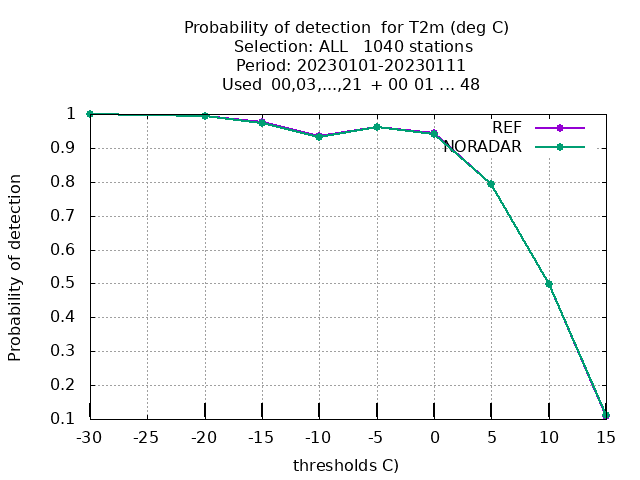 Probability of detection  for T2m (deg C)
Selection: ALL   1040 stations
Period: 20230101-20230111
Used  00,03,...,21  + 00 01 ... 48
REF
NORADAR
1
0.9
0.8
0.7
0.6
0.5
0.4
0.3
0.2
0.1
Probability of detection
-30 -25 -20 -15 -10 -5 0 5 10 15
thresholds C)